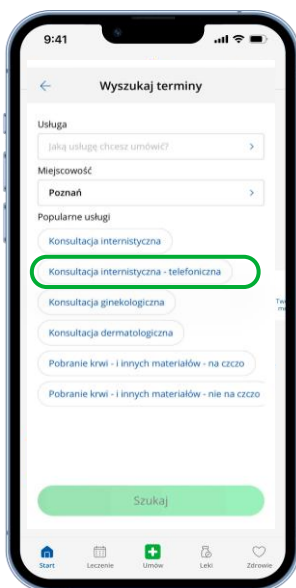 9:41
Wyszukaj terminy
Usługa
Jaką usługę chcesz umówić?
Miejscowość
Poznań
Popularne usługi
Konsultacja internistyczna
Konsultacja internistyczna - telefoniczna
Konsultacja ginekologiczna
Konsultacja dermatologiczna
Pobranie krwi - i innych materiałów - na czczo
Pobranie krwi - i innych materiałów - nie na czczo
Szukaj
Start Leczenie Umów Leki Zdrowie